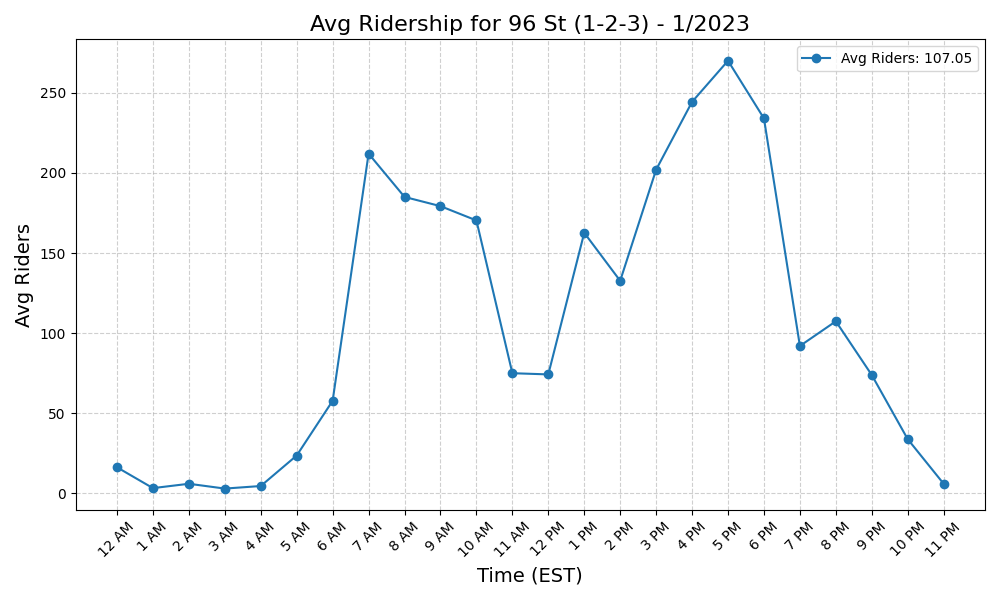 Avg Ridership for 96 St (1-2-3) - 1/2023
Avg Riders: 107.05
Avg Riders
250
200
150
100
50
0
12 AM
1 AM
2 AM
3 AM
4 AM
5 AM
6 AM
7 AM
8 AM
9 AM
10 AM
11 AM
12 PM
1 PM
2 PM
3 PM
4 PM
5 PM
6 PM
7 PM
8 PM
9 PM
10 PM
11 PM
Time (EST)